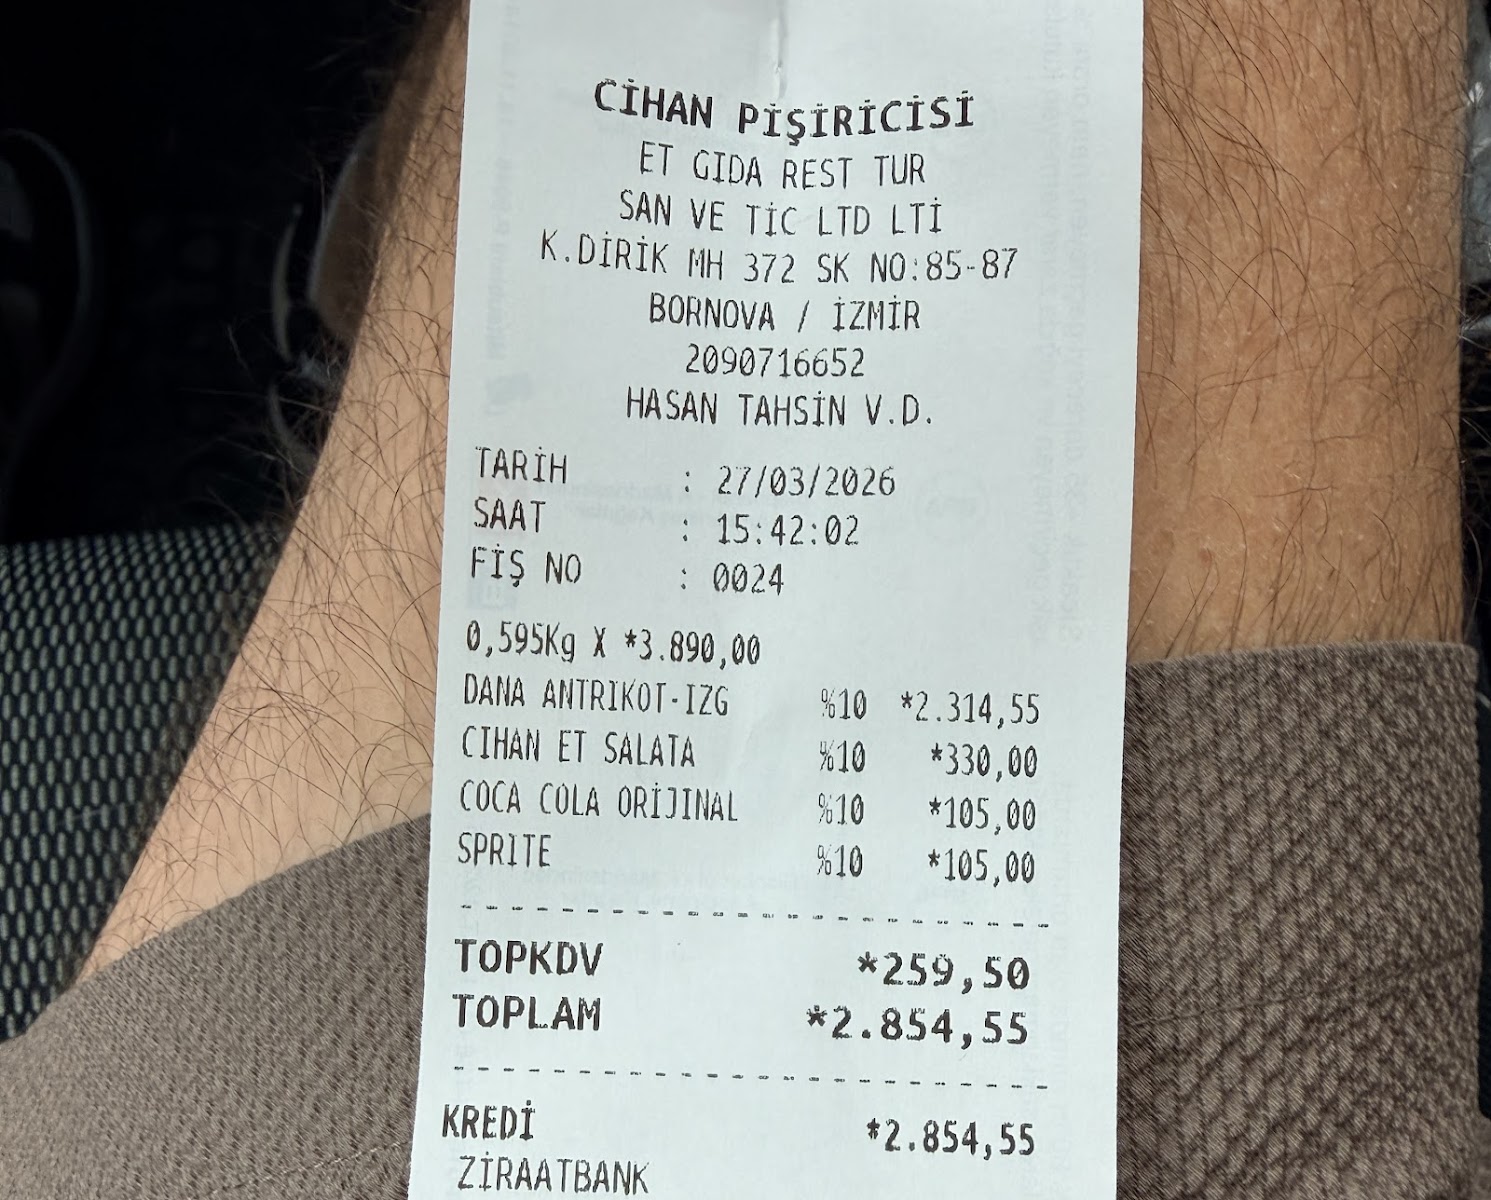 CİHAN PİŞİRİCİSİ
ET GIDA REST TUR
SAN VE TİC LTD LTİ
K.DİRİK MH 372 SK NO:85-87
BORNOVA / İZMİR
2090716652
HASAN TAHSİN V.D.
TARİH : 27/03/2026
SAAT : 15:42:02
FİŞ NO : 0024
0,595Kg X *3.890,00
DANA ANTRIKOT-IZG %10 *2.314,55
CIHAN ET SALATA %10 *330,00
COCA COLA ORİJINAL %10 *105,00
SPRITE %10 *105,00
TOPKDV *259,50
TOPLAM *2.854,55
KREDİ *2.854,55
ZİRAATBANK